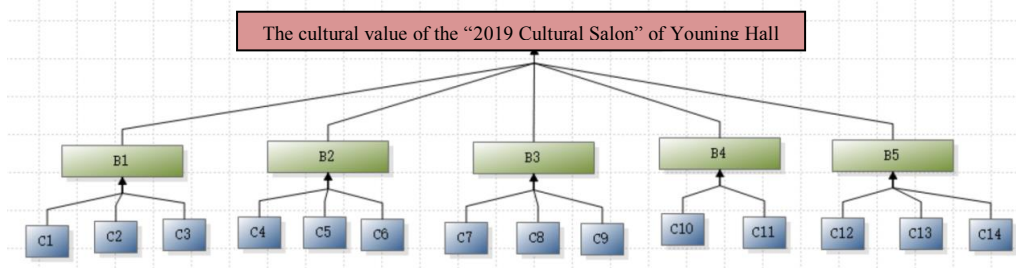 The cultural value of the “2019 Cultural Salon” of Youning Hall
B1
B2
B3
B4
B5
C1
C2
C3
C4
C5
C6
C7
C8
C9
C10
C11
C12
C13
C14